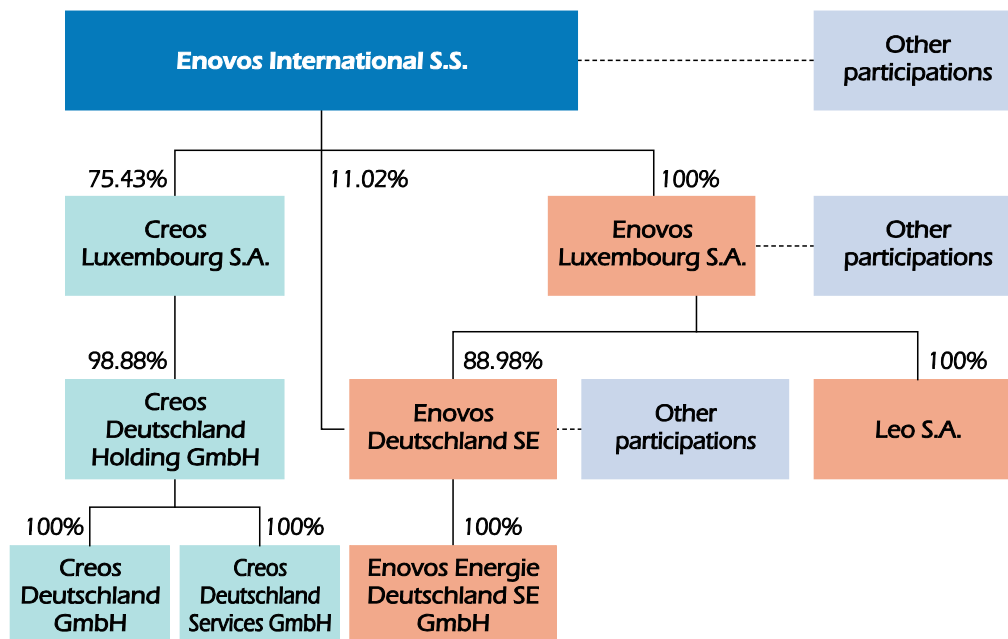 Enovos International S.S.
Other
participations
75.43%
11.02%
100%
Creos
Luxembourg S.A.
Enovos
Luxembourg S.A.
Other
participations
98.88%
88.98%
100%
Creos
Deutschland
Holding GmbH
Enovos
Deutschland SE
Other
participations
Leo S.A.
100%
100%
100%
Creos
Deutschland
GmbH
Creos
Deutschland
Services GmbH
Enovos Energie
Deutschland SE
GmbH